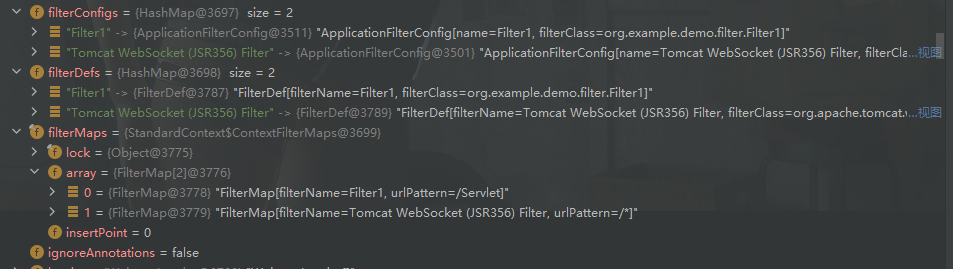 filterConfigs = {HashMap@3697} size = 2
"Filter1" -> {ApplicationFilterConfig@3511} "ApplicationFilterConfig[name=Filter1, filterClass=org.example.demo.filter.Filter1]"
"Tomcat WebSocket (JSR356) Filter" -> {ApplicationFilterConfig@3501} "ApplicationFilterConfig[name=Tomcat WebSocket (JSR356) Filter, filterCla...视图
filterDefs = {HashMap@3698} size = 2
"Filter1" -> {FilterDef@3787} "FilterDef[filterName=Filter1, filterClass=org.example.demo.filter.Filter1]"
"Tomcat WebSocket (JSR356) Filter" -> {FilterDef@3789} "FilterDef[filterName=Tomcat WebSocket (JSR356) Filter, filterClass=org.apache.tomcat.v...视图
filterMaps = {StandardContext$ContextFilterMaps@3699}
lock = {Object@3775}
array = {FilterMap[2]@3776}
0 = {FilterMap@3778} "FilterMap[filterName=Filter1, urlPattern=/Servlet]"
1 = {FilterMap@3779} "FilterMap[filterName=Tomcat WebSocket (JSR356) Filter, urlPattern=/*]"
insertPoint = 0
ignoreAnnotations = false